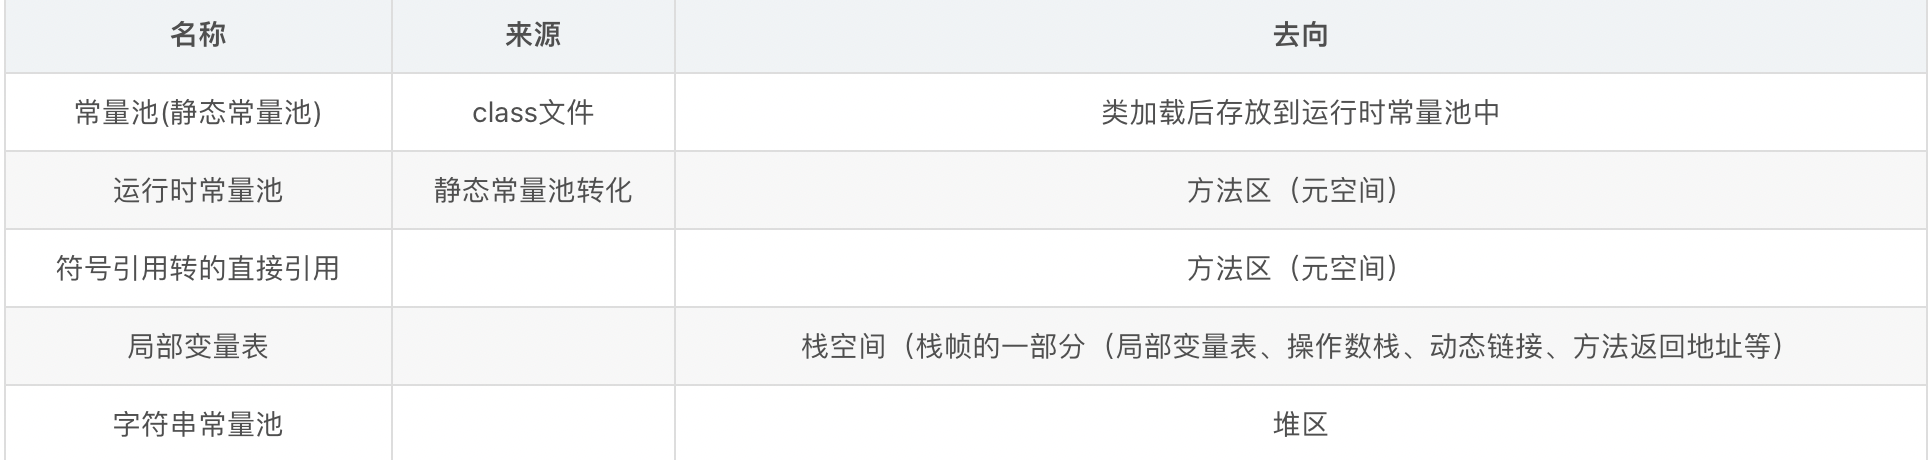 名称 来源 去向
常量池(静态常量池) class文件 类加载后存放到运行时常量池中
运行时常量池 静态常量池转化 方法区（元空间）
符号引用转的直接引用 方法区（元空间）
局部变量表 栈空间（栈帧的一部分（局部变量表、操作数栈、动态链接、方法返回地址等）
字符串常量池 堆区